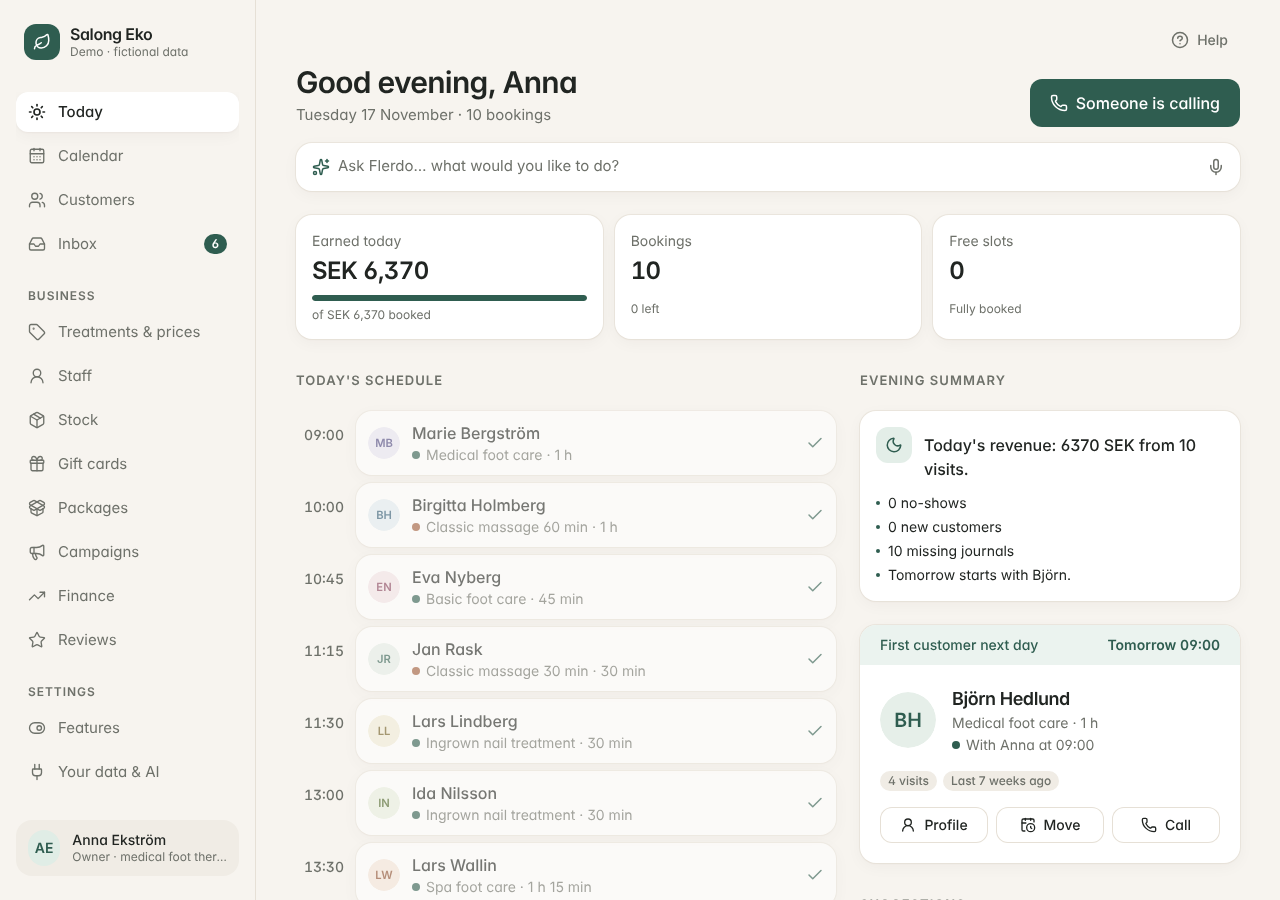 Salong Eko
Demo · fictional data
Today
Calendar
Customers
Inbox
6
BUSINESS
Treatments & prices
Staff
Stock
Gift cards
Packages
Campaigns
Finance
Reviews
SETTINGS
Features
Your data & AI
AE
Anna Ekström
Owner · medical foot ther...
Help
Good evening, Anna
Tuesday 17 November · 10 bookings
Someone is calling
Ask Flerdo... what would you like to do?
Earned today
SEK 6,370
of SEK 6,370 booked
Bookings
10
0 left
Free slots
0
Fully booked
TODAY'S SCHEDULE
09:00
MB
Marie Bergström
Medical foot care · 1 h
10:00
BH
Birgitta Holmberg
Classic massage 60 min · 1 h
10:45
EN
Eva Nyberg
Basic foot care · 45 min
11:15
JR
Jan Rask
Classic massage 30 min · 30 min
11:30
LL
Lars Lindberg
Ingrown nail treatment · 30 min
13:00
IN
Ida Nilsson
Ingrown nail treatment · 30 min
13:30
LW
Lars Wallin
Spa foot care · 1 h 15 min
EVENING SUMMARY
Today's revenue: 6370 SEK from 10
visits.
• 0 no-shows
• 0 new customers
• 10 missing journals
• Tomorrow starts with Björn.
First customer next day
Tomorrow 09:00
BH
Björn Hedlund
Medical foot care · 1 h
With Anna at 09:00
4 visits
Last 7 weeks ago
Profile
Move
Call